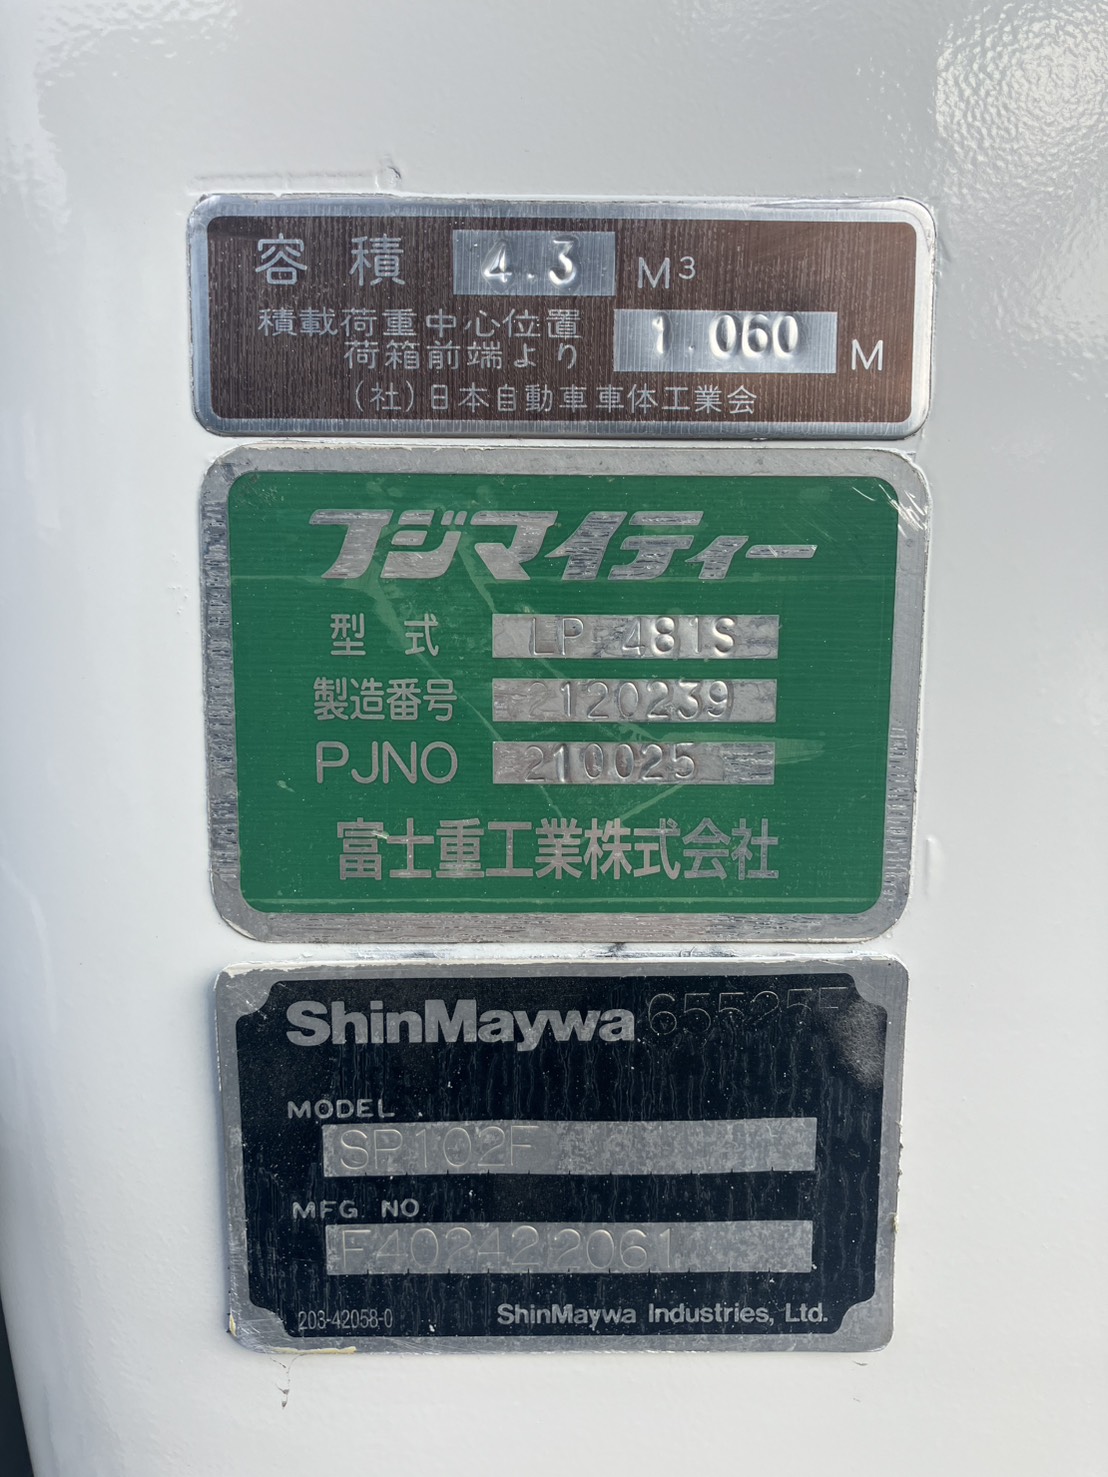 容積 4.3 M³
積載荷重中心位置
荷箱前端より 1.060 M
(社)日本自動車車体工業会
フジマイティー
型式 LP-481S
製造番号 2120239
PJNO 210025
富士重工業株式会社
ShinMaywa
MODEL
SP102F
MFG. NO
F402422061
203-42058-0 ShinMaywa Industries, Ltd.